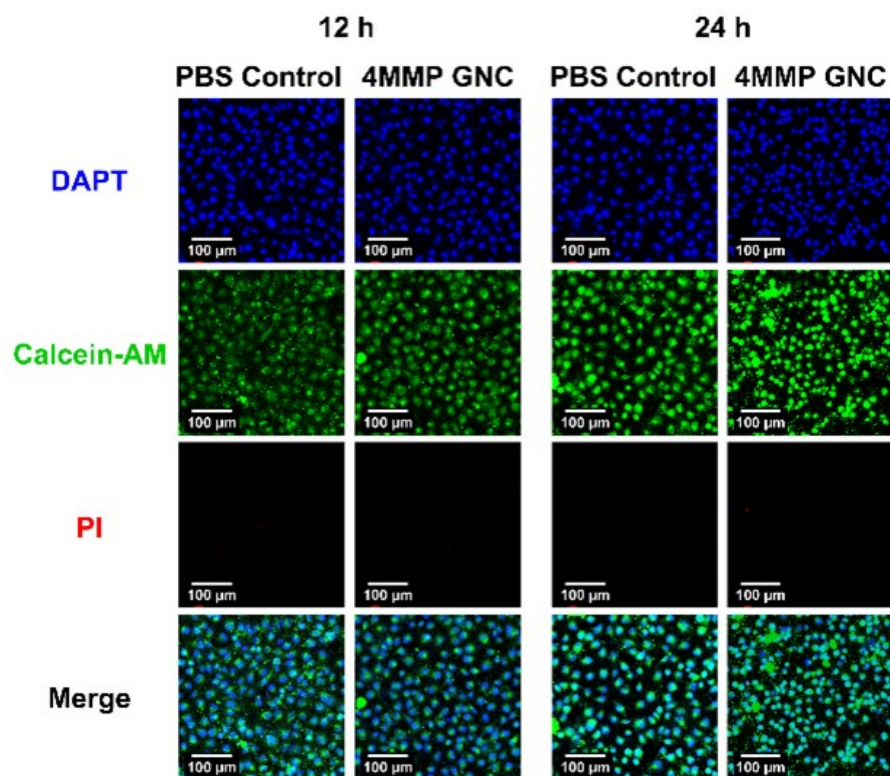 12 h 24 h
PBS Control 4MMP GNC PBS Control 4MMP GNC
DAPT
100 µm 100 µm 100 µm 100 µm
Calcein-AM
100 µm 100 µm 100 µm 100 µm
PI
100 µm 100 µm 100 µm 100 µm
Merge
100 µm 100 µm 100 µm 100 µm